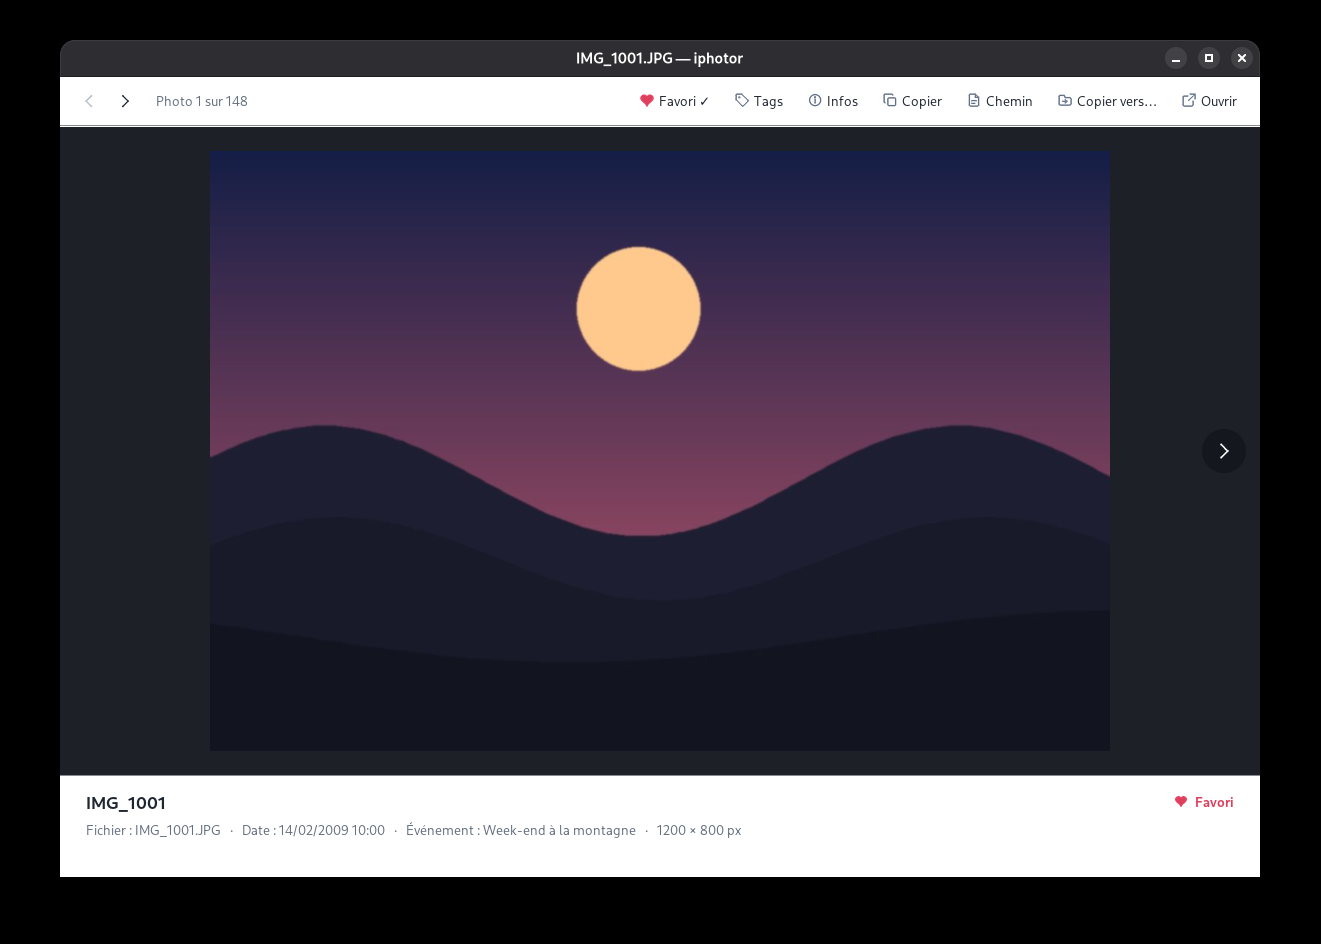 IMG_1001.JPG — iphotor
Photo 1 sur 148 Favori ✓ Tags Infos Copier Chemin Copier vers… Ouvrir
IMG_1001 Favori
Fichier : IMG_1001.JPG · Date : 14/02/2009 10:00 · Événement : Week-end à la montagne · 1200 × 800 px